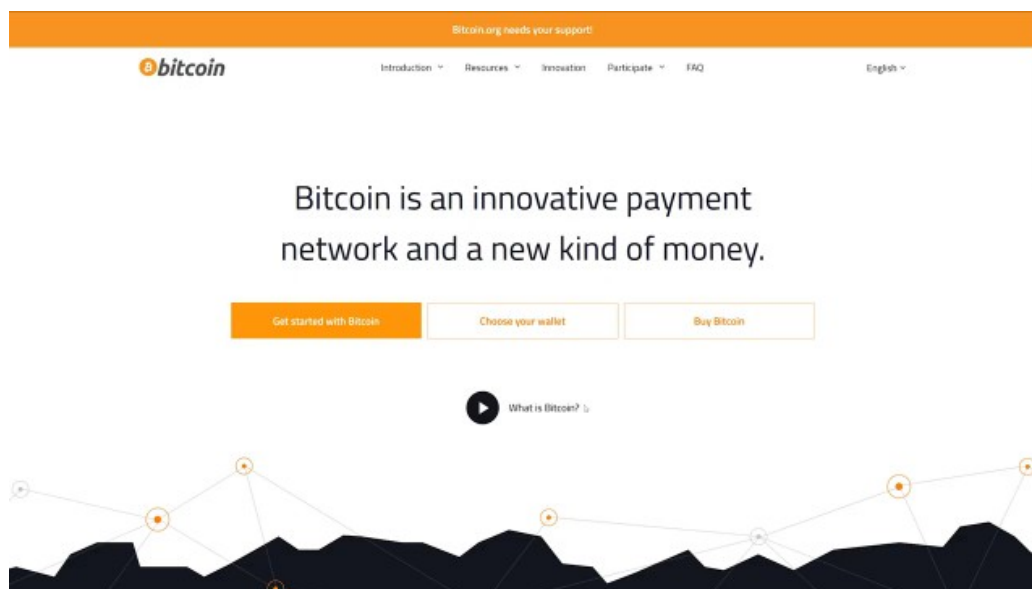 Bitcoin.org needs your support!
bitcoin
Introduction Resources Innovation Participate FAQ English
Bitcoin is an innovative payment
network and a new kind of money.
Get started with Bitcoin Choose your wallet Buy Bitcoin
What is Bitcoin?